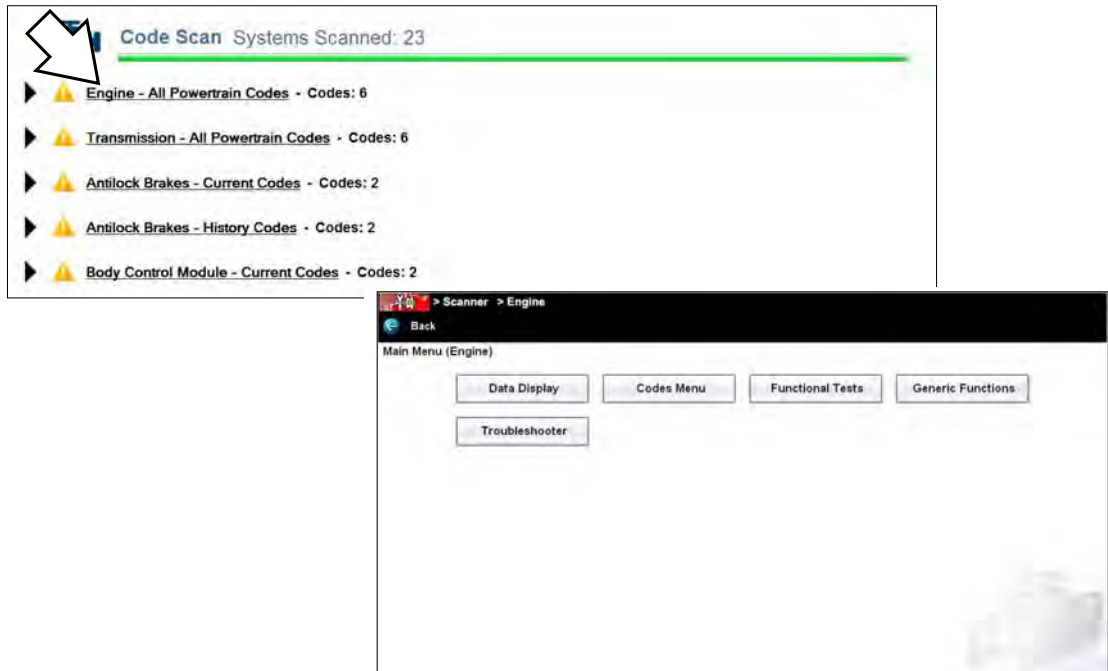 Code Scan Systems Scanned: 23
Engine - All Powertrain Codes - Codes: 6
Transmission - All Powertrain Codes - Codes: 6
Antilock Brakes - Current Codes - Codes: 2
Antilock Brakes - History Codes - Codes: 2
Body Control Module - Current Codes - Codes: 2
> Scanner > Engine
Back
Main Menu (Engine)
Data Display Codes Menu Functional Tests Generic Functions
Troubleshooter